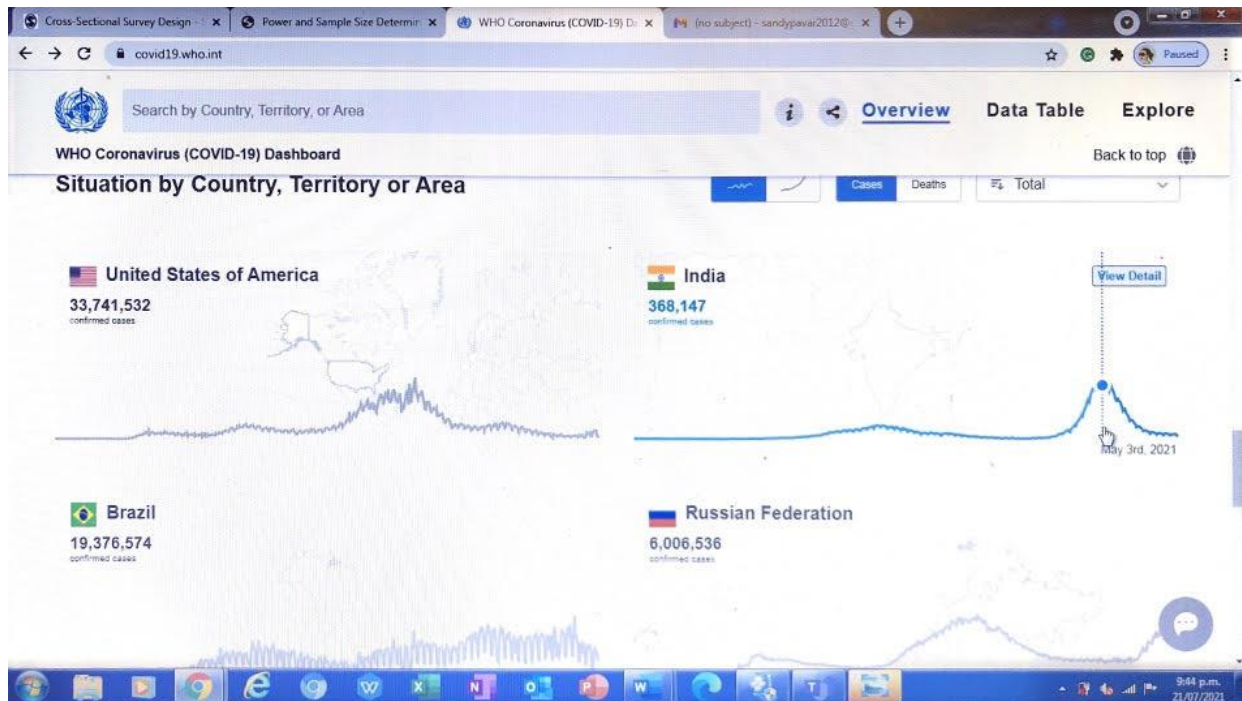 Cross-Sectional Survey Design -
Power and Sample Size Determin
WHO Coronavirus (COVID-19) D
(no subject) - sandypavar2012@
covid19.who.int
Paused
Search by Country, Territory, or Area
i
Overview
Data Table
Explore
WHO Coronavirus (COVID-19) Dashboard
Back to top
Situation by Country, Territory or Area
Cases
Deaths
Total
United States of America
33,741,532
confirmed cases
India
368,147
confirmed cases
View Detail
May 3rd, 2021
Brazil
19,376,574
confirmed cases
Russian Federation
6,006,536
confirmed cases
9:44 p.m.
21/07/2021